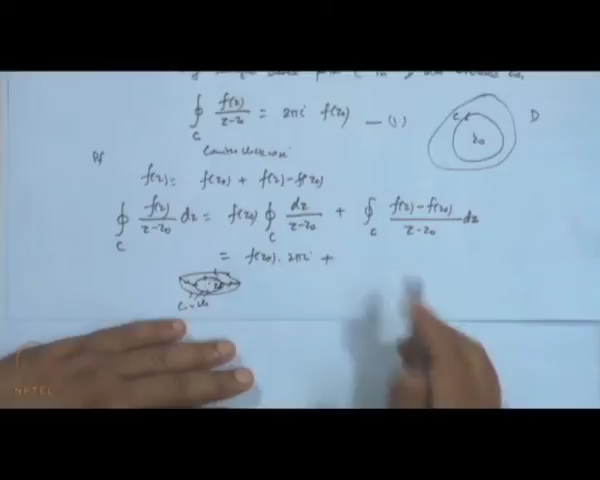 ∮_C f(z)/(z-z₀) = 2πi f(z₀) — (1)
C z₀ D
Counterclockwise
Pf
f(z) = f(z₀) + f(z) - f(z₀)
∮_C f(z)/(z-z₀) dz = f(z₀) ∮_C dz/(z-z₀) + ∮_C (f(z) - f(z₀))/(z-z₀) dz
= f(z₀). 2πi +
NPTEL